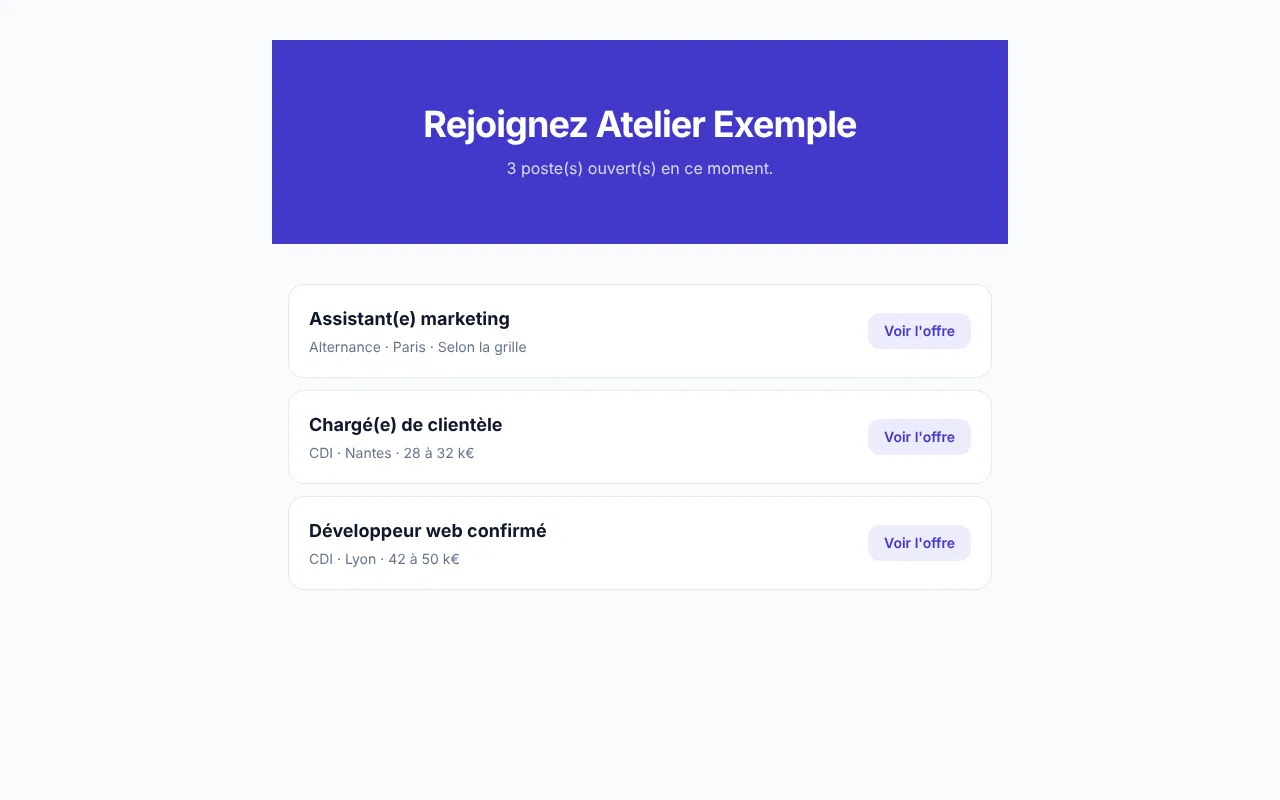 Rejoignez Atelier Exemple
3 poste(s) ouvert(s) en ce moment.
Assistant(e) marketing
Alternance · Paris · Selon la grille
Voir l'offre
Chargé(e) de clientèle
CDI · Nantes · 28 à 32 k€
Voir l'offre
Développeur web confirmé
CDI · Lyon · 42 à 50 k€
Voir l'offre